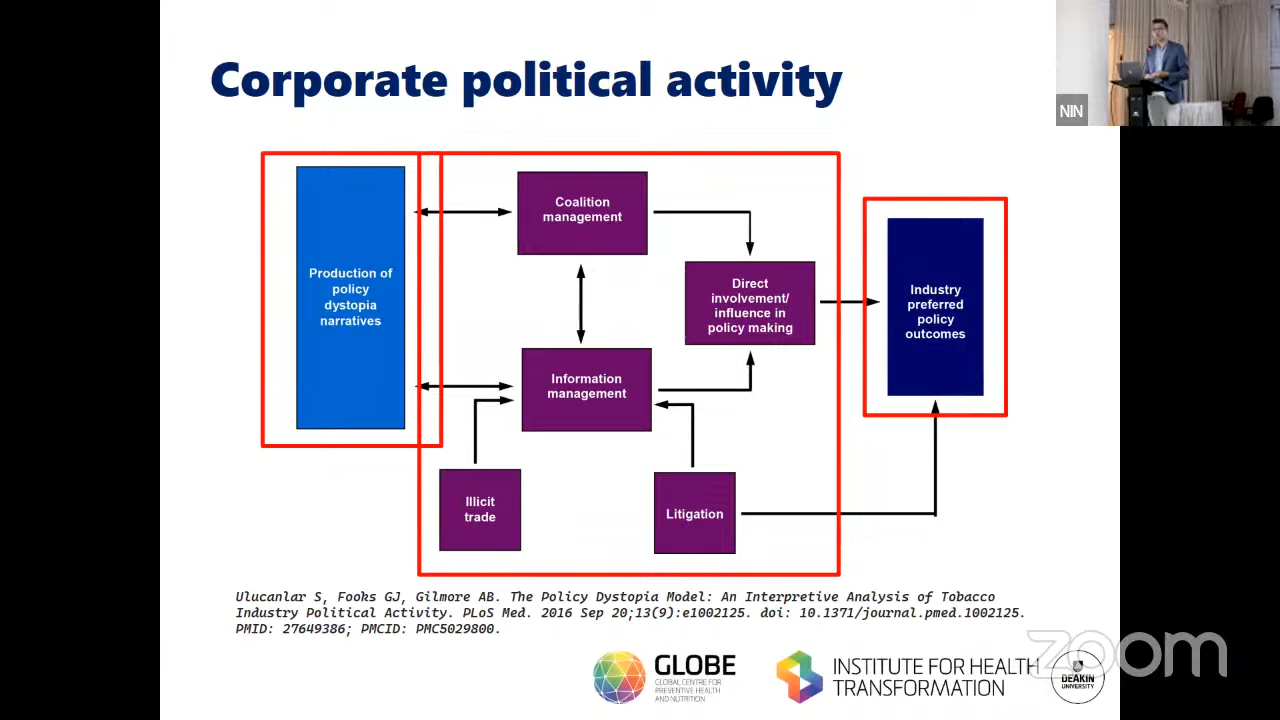 Corporate political activity
NIN
Production of
policy
dystopia
narratives
Coalition
management
Direct
involvement/
influence in
policy making
Industry
preferred
policy
outcomes
Information
management
Illicit
trade
Litigation
Ulucanlar S, Fooks GJ, Gilmore AB. The Policy Dystopia Model: An Interpretive Analysis of Tobacco
Industry Political Activity. PLoS Med. 2016 Sep 20;13(9):e1002125. doi: 10.1371/journal.pmed.1002125.
PMID: 27649386; PMCID: PMC5029800.
GLOBE
GLOBAL CENTRE FOR
PREVENTIVE HEALTH
AND NUTRITION
INSTITUTE FOR HEALTH
TRANSFORMATION
DEAKIN
UNIVERSITY
zoom